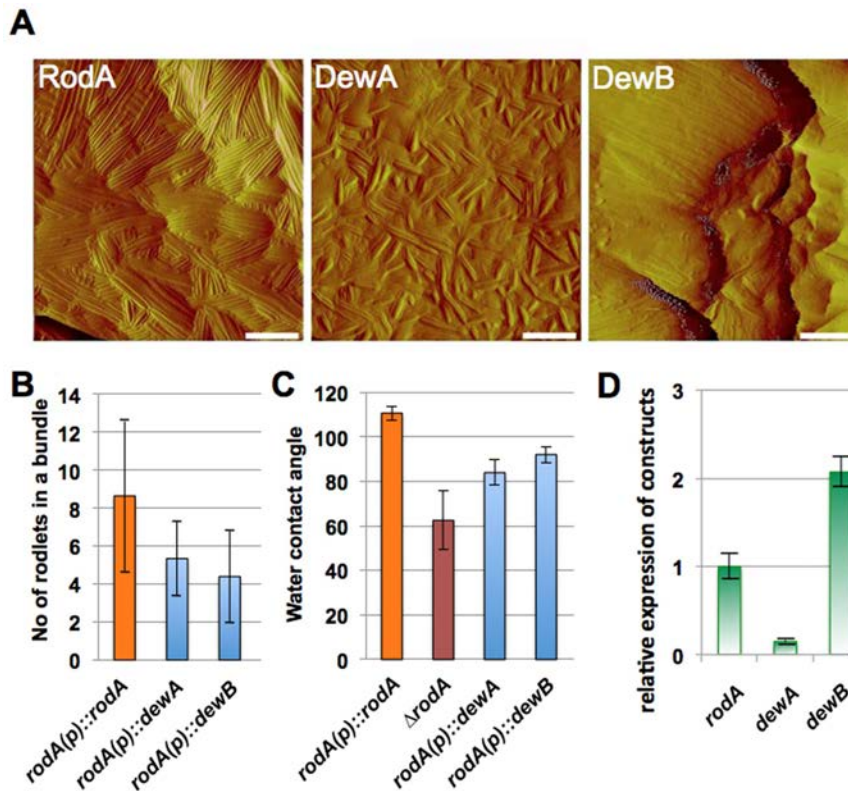 A
RodA
DewA
DewB
B
No of rodlets in a bundle
14
12
10
8
6
4
2
0
rodA(p)::rodA
rodA(p)::dewA
rodA(p)::dewB
C
Water contact angle
120
100
80
60
40
20
0
rodA(p)::rodA
ΔrodA
rodA(p)::dewA
rodA(p)::dewB
D
relative expression of constructs
3
2
1
0
rodA
dewA
dewB